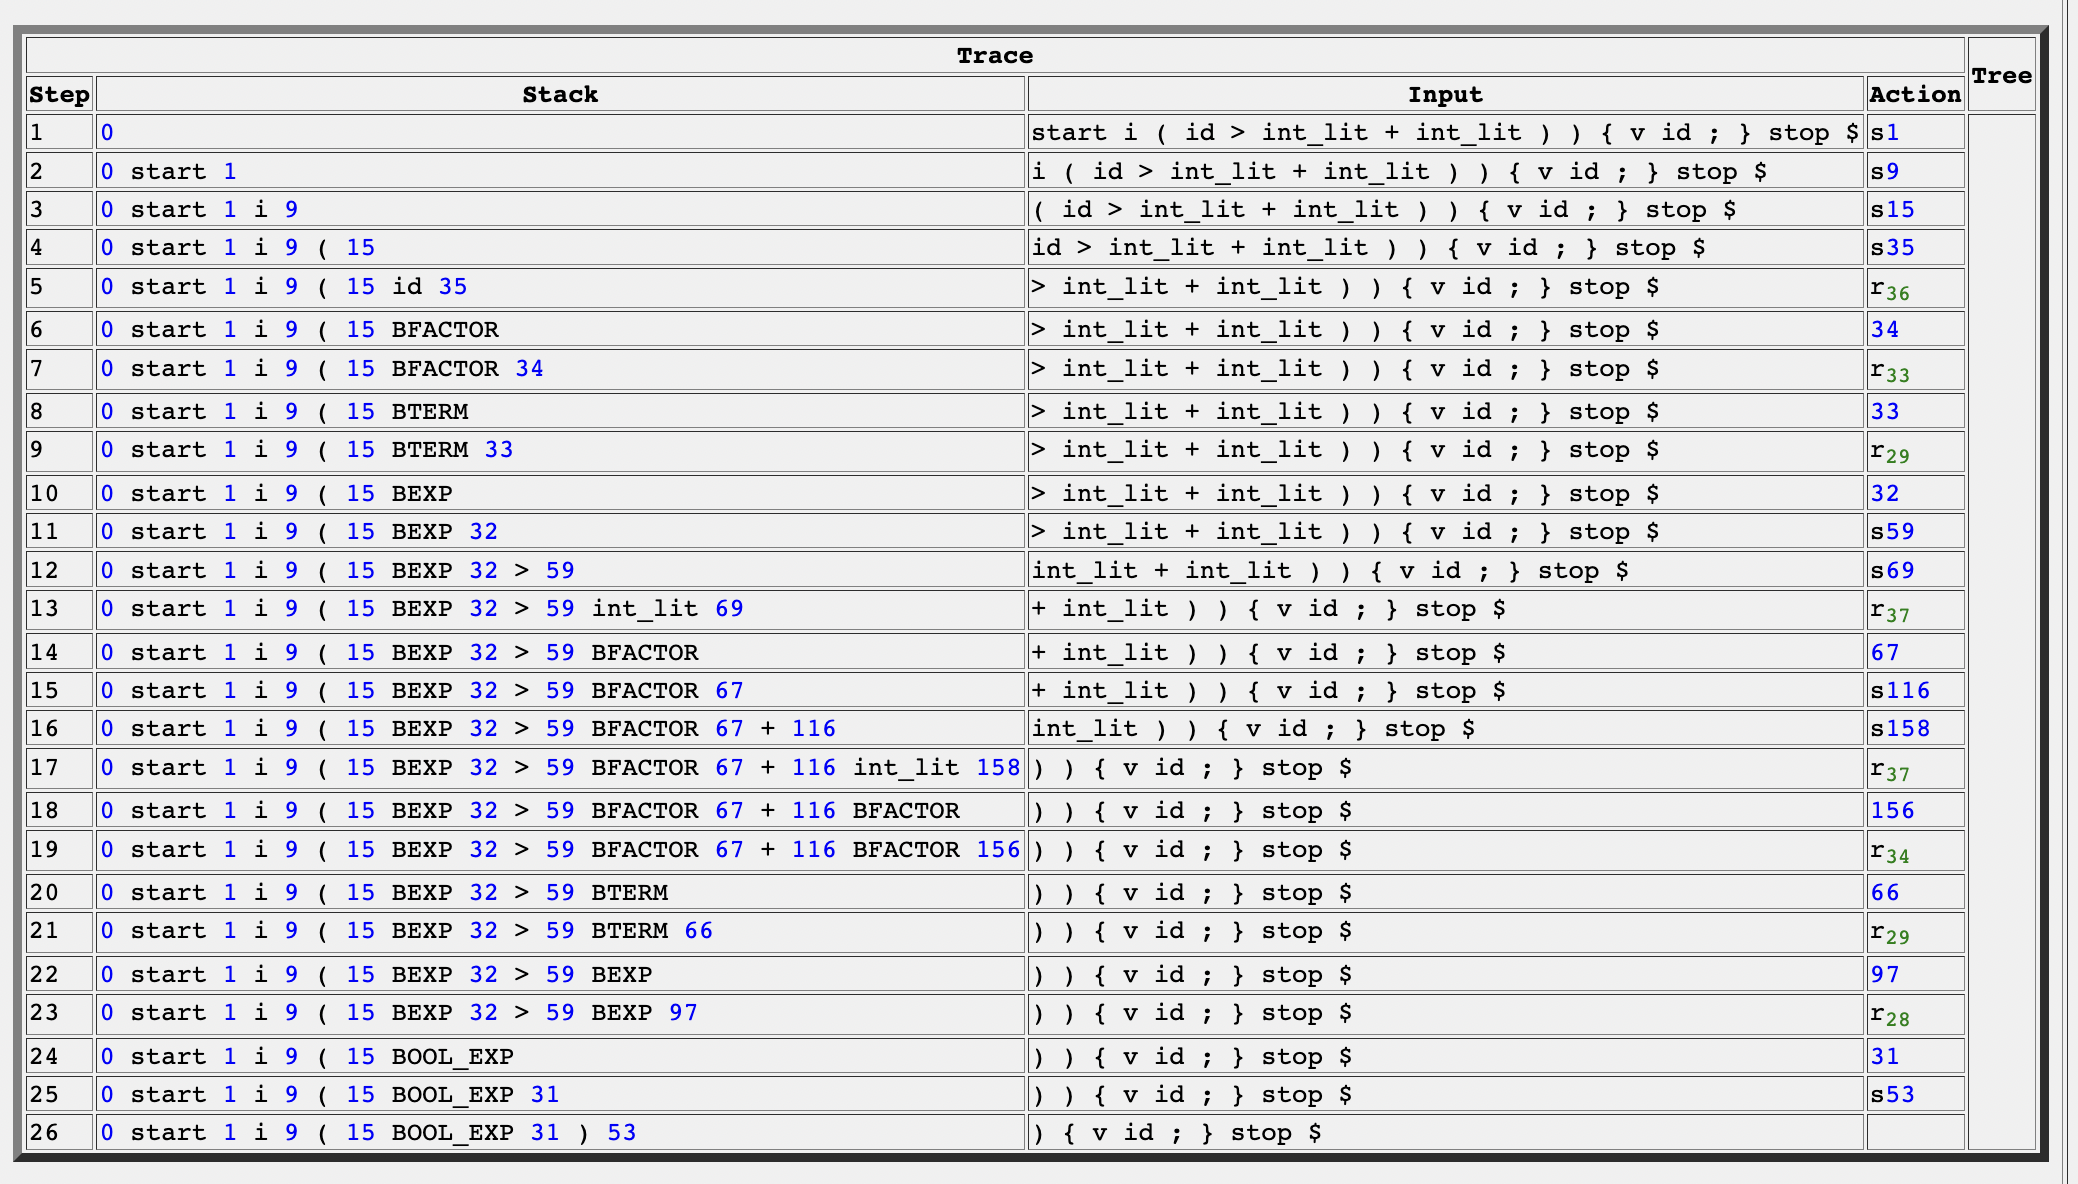 Trace Tree
Step Stack Input Action
1 0 start i ( id > int_lit + int_lit ) ) { v id ; } stop $ s1
2 0 start 1 i ( id > int_lit + int_lit ) ) { v id ; } stop $ s9
3 0 start 1 i 9 ( id > int_lit + int_lit ) ) { v id ; } stop $ s15
4 0 start 1 i 9 ( 15 id > int_lit + int_lit ) ) { v id ; } stop $ s35
5 0 start 1 i 9 ( 15 id 35 > int_lit + int_lit ) ) { v id ; } stop $ r36
6 0 start 1 i 9 ( 15 BFACTOR > int_lit + int_lit ) ) { v id ; } stop $ 34
7 0 start 1 i 9 ( 15 BFACTOR 34 > int_lit + int_lit ) ) { v id ; } stop $ r33
8 0 start 1 i 9 ( 15 BTERM > int_lit + int_lit ) ) { v id ; } stop $ 33
9 0 start 1 i 9 ( 15 BTERM 33 > int_lit + int_lit ) ) { v id ; } stop $ r29
10 0 start 1 i 9 ( 15 BEXP > int_lit + int_lit ) ) { v id ; } stop $ 32
11 0 start 1 i 9 ( 15 BEXP 32 > int_lit + int_lit ) ) { v id ; } stop $ s59
12 0 start 1 i 9 ( 15 BEXP 32 > 59 int_lit + int_lit ) ) { v id ; } stop $ s69
13 0 start 1 i 9 ( 15 BEXP 32 > 59 int_lit 69 + int_lit ) ) { v id ; } stop $ r37
14 0 start 1 i 9 ( 15 BEXP 32 > 59 BFACTOR + int_lit ) ) { v id ; } stop $ 67
15 0 start 1 i 9 ( 15 BEXP 32 > 59 BFACTOR 67 + int_lit ) ) { v id ; } stop $ s116
16 0 start 1 i 9 ( 15 BEXP 32 > 59 BFACTOR 67 + 116 int_lit ) ) { v id ; } stop $ s158
17 0 start 1 i 9 ( 15 BEXP 32 > 59 BFACTOR 67 + 116 int_lit 158 ) ) { v id ; } stop $ r37
18 0 start 1 i 9 ( 15 BEXP 32 > 59 BFACTOR 67 + 116 BFACTOR ) ) { v id ; } stop $ 156
19 0 start 1 i 9 ( 15 BEXP 32 > 59 BFACTOR 67 + 116 BFACTOR 156 ) ) { v id ; } stop $ r34
20 0 start 1 i 9 ( 15 BEXP 32 > 59 BTERM ) ) { v id ; } stop $ 66
21 0 start 1 i 9 ( 15 BEXP 32 > 59 BTERM 66 ) ) { v id ; } stop $ r29
22 0 start 1 i 9 ( 15 BEXP 32 > 59 BEXP ) ) { v id ; } stop $ 97
23 0 start 1 i 9 ( 15 BEXP 32 > 59 BEXP 97 ) ) { v id ; } stop $ r28
24 0 start 1 i 9 ( 15 BOOL_EXP ) ) { v id ; } stop $ 31
25 0 start 1 i 9 ( 15 BOOL_EXP 31 ) ) { v id ; } stop $ s53
26 0 start 1 i 9 ( 15 BOOL_EXP 31 ) 53 ) { v id ; } stop $